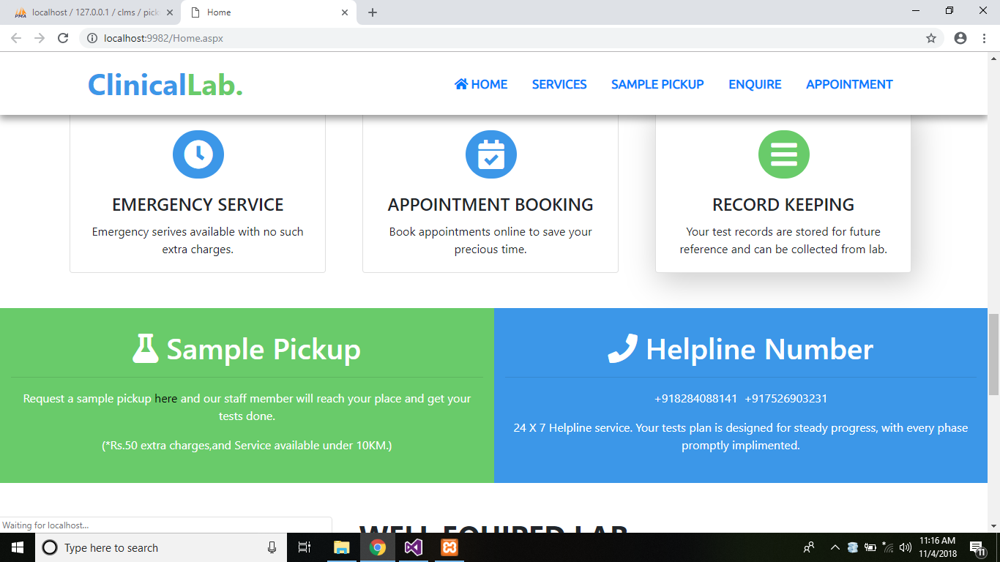 localhost / 127.0.0.1 / clms / pick
Home
localhost:9982/Home.aspx
ClinicalLab.
HOME SERVICES SAMPLE PICKUP ENQUIRE APPOINTMENT
EMERGENCY SERVICE
Emergency serives available with no such
extra charges.
APPOINTMENT BOOKING
Book appointments online to save your
precious time.
RECORD KEEPING
Your test records are stored for future
reference and can be collected from lab.
Sample Pickup
Request a sample pickup here and our staff member will reach your place and get your
tests done.
(*Rs.50 extra charges,and Service available under 10KM.)
Helpline Number
+918284088141 +917526903231
24 X 7 Helpline service. Your tests plan is designed for steady progress, with every phase
promptly implimented.
WELL EQUIPED LAB
Waiting for localhost...
Type here to search
11:16 AM
11/4/2018
11